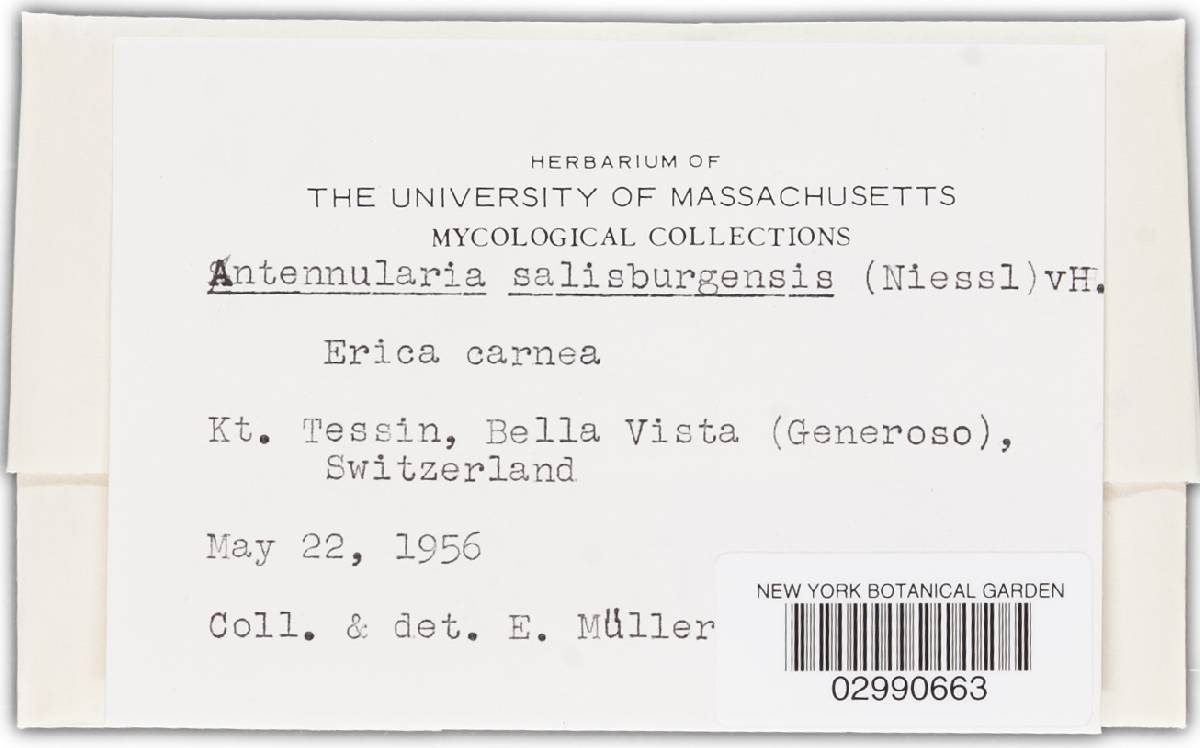 HERBARIUM OF
THE UNIVERSITY OF MASSACHUSETTS
MYCOLOGICAL COLLECTIONS
Antennularia salisburgensis (Niessl)vH.
Erica carnea
Kt. Tessin, Bella Vista (Generoso),
Switzerland
May 22, 1956
Coll. & det. E. Müller
NEW YORK BOTANICAL GARDEN
02990663